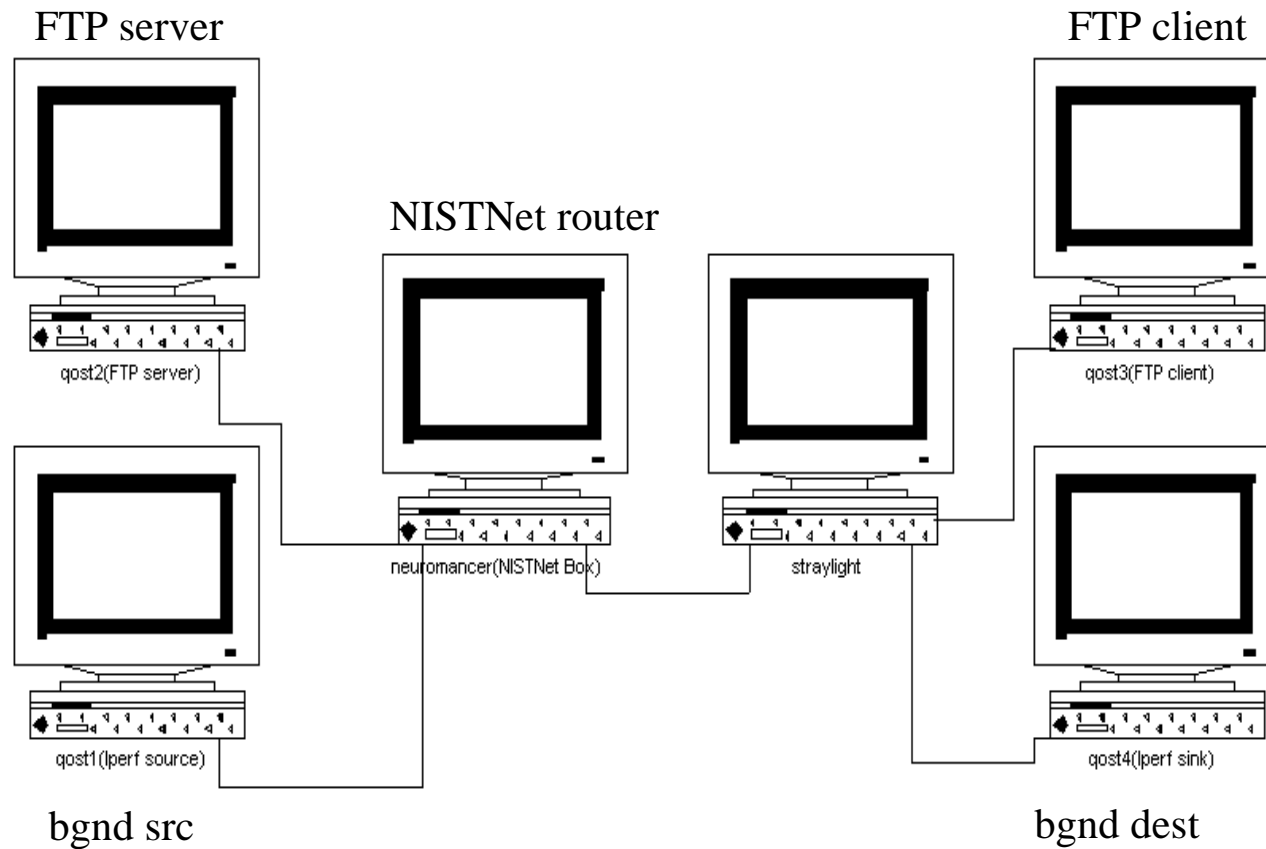 FTP server
FTP client
NISTNet router
qost2(FTP server)
qost3(FTP client)
neuromancer(NISTNet Box)
straylight
qost1(Iperf source)
qost4(Iperf sink)
bgnd src
bgnd dest